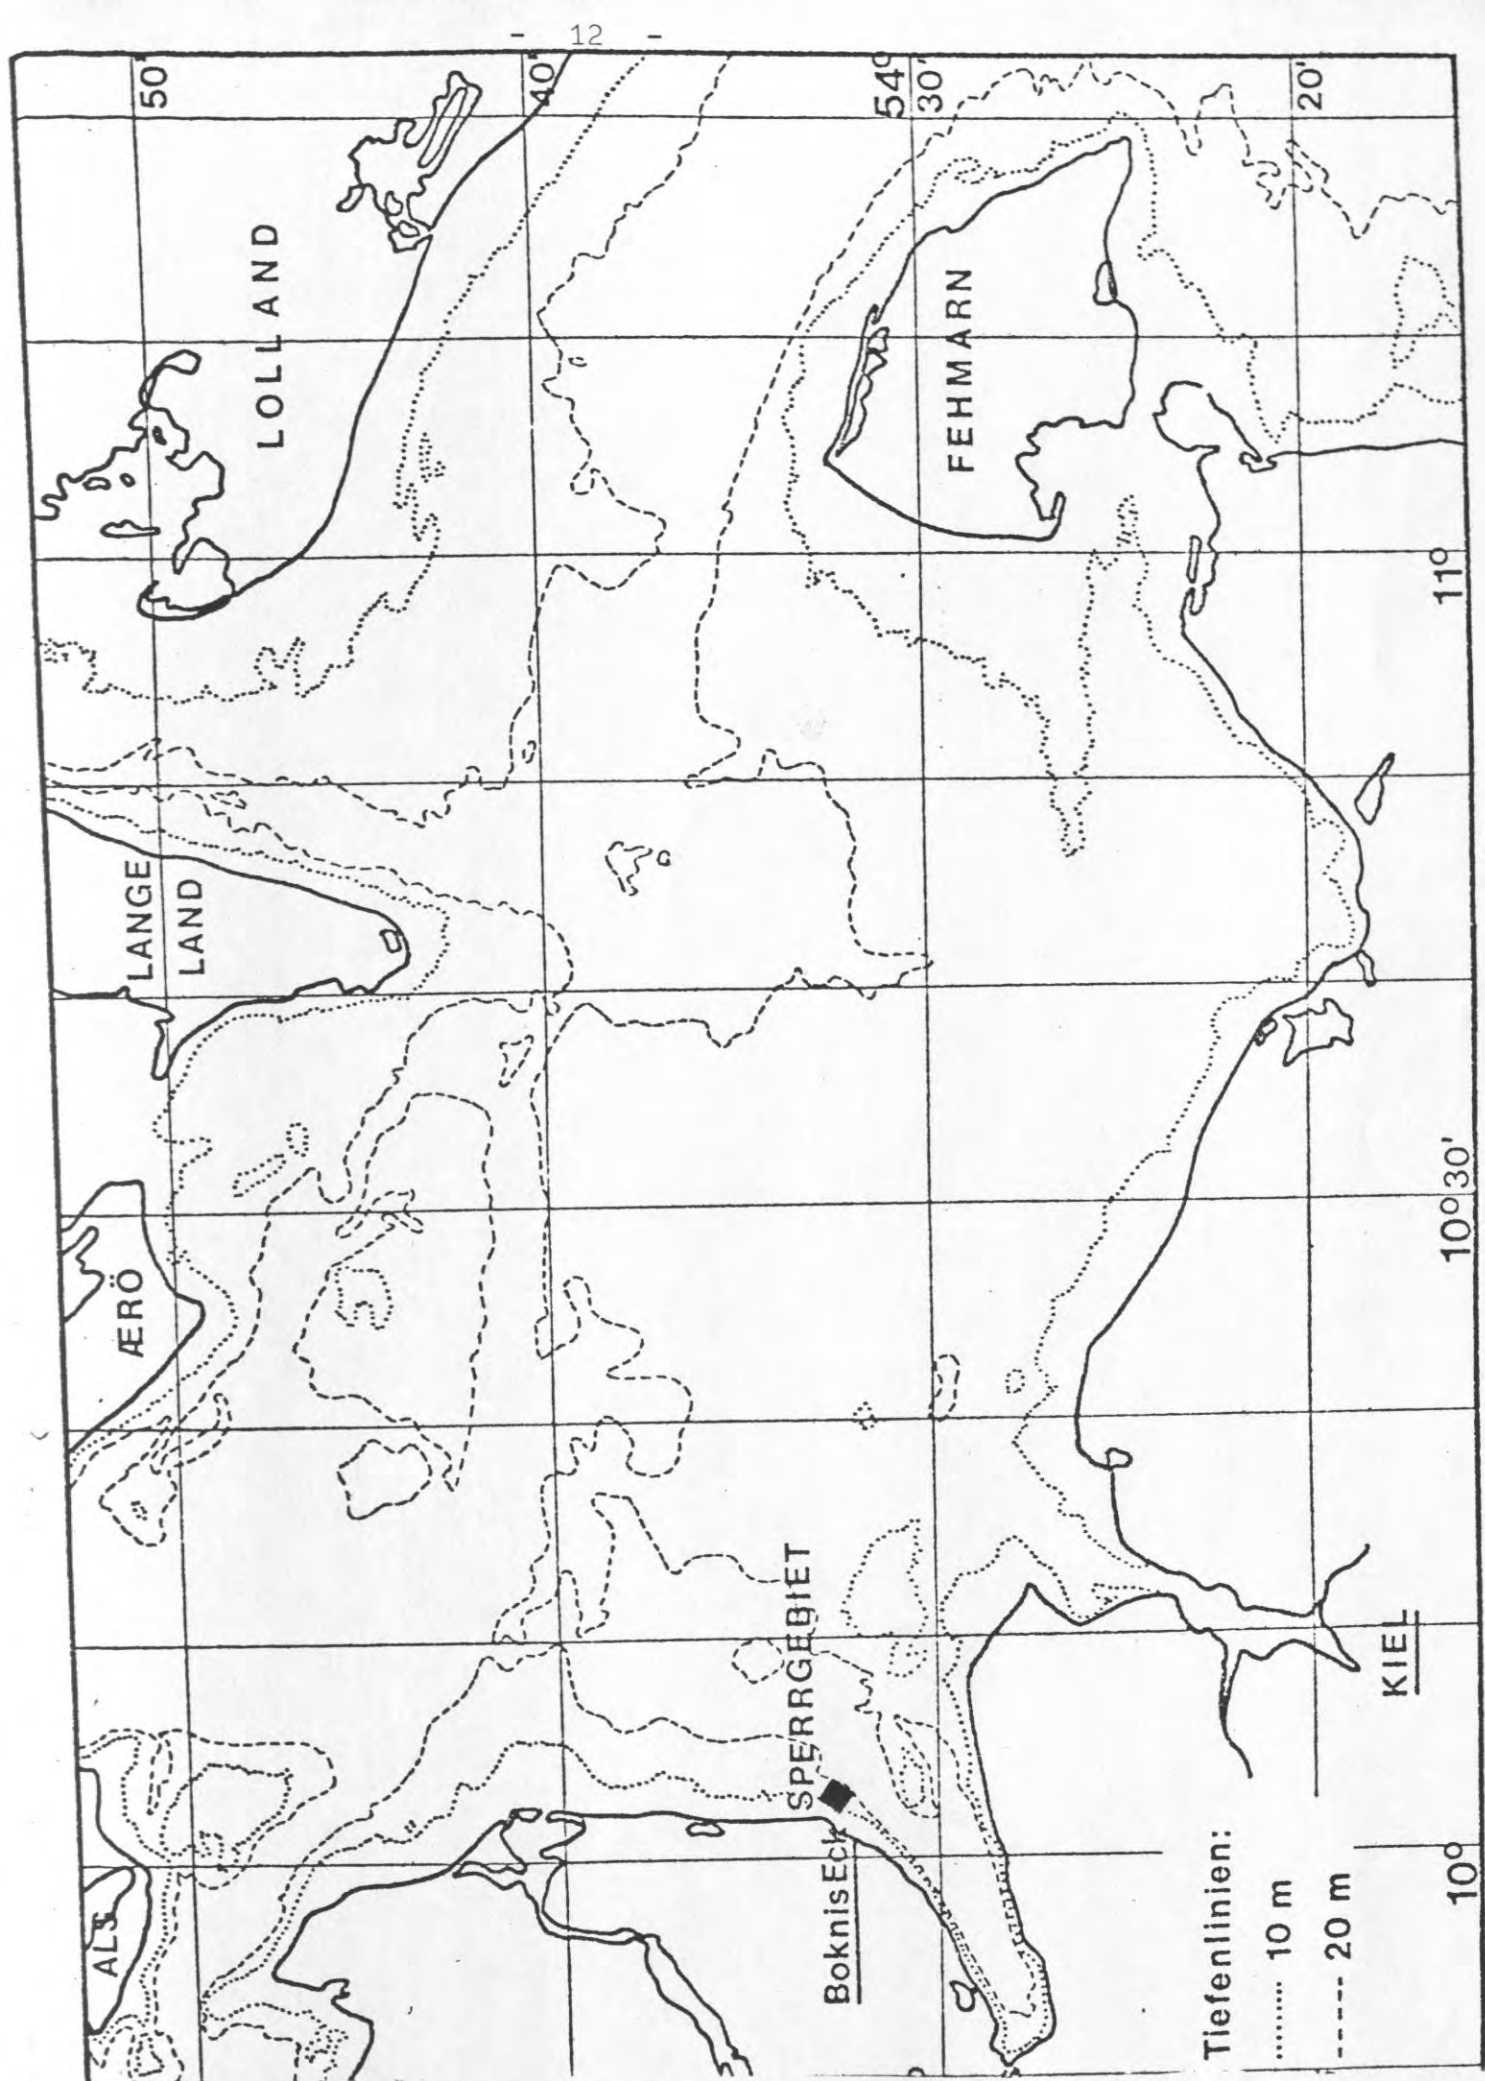 - 12 -
50'
40'
54° 30'
20'
LOLLAND
FEHMARN
11°
LANGE
LAND
10° 30'
ÆRÖ
SPERRGEBIET
KIEL
BoknisEck
ALS
10°
Tiefenlinien:
10 m
20 m